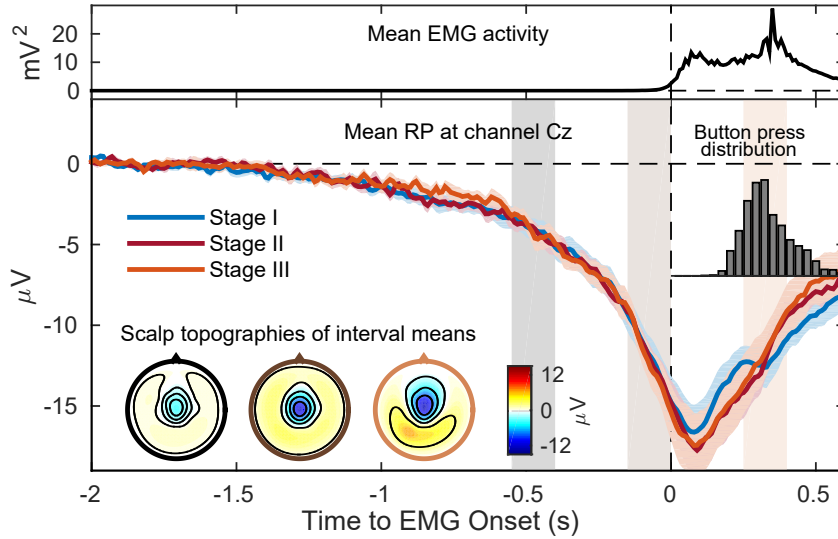 Mean EMG activity
mV²
20
10
0
Mean RP at channel Cz
Button press
distribution
0
-5
-10
-15
μV
Stage I
Stage II
Stage III
Scalp topographies of interval means
12
0
-12
μV
-2
-1.5
-1
-0.5
0
0.5
Time to EMG Onset (s)